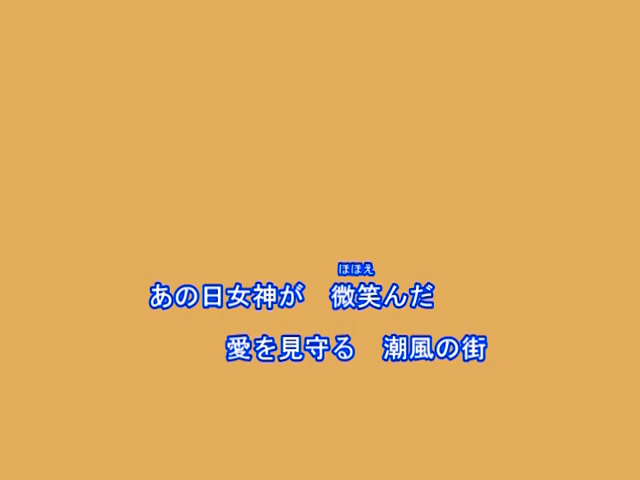 ほほえ
あの日女神が　微笑んだ
愛を見守る　潮風の街